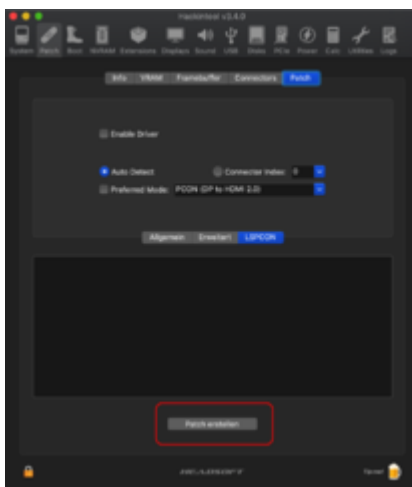 Hackintool v3.4.0
System Patch Boot NVRAM Extensions Displays Sound USB Disks PCIe Power Calc Utilities Logs
Info VRAM Framebuffer Connectors Patch
Enable Driver
Auto Detect Connector Index: 0
Preferred Mode: PCON (DP to HDMI 2.0)
Allgemein Erweitert LSPCON
Patch erstellen
HEADSOFT